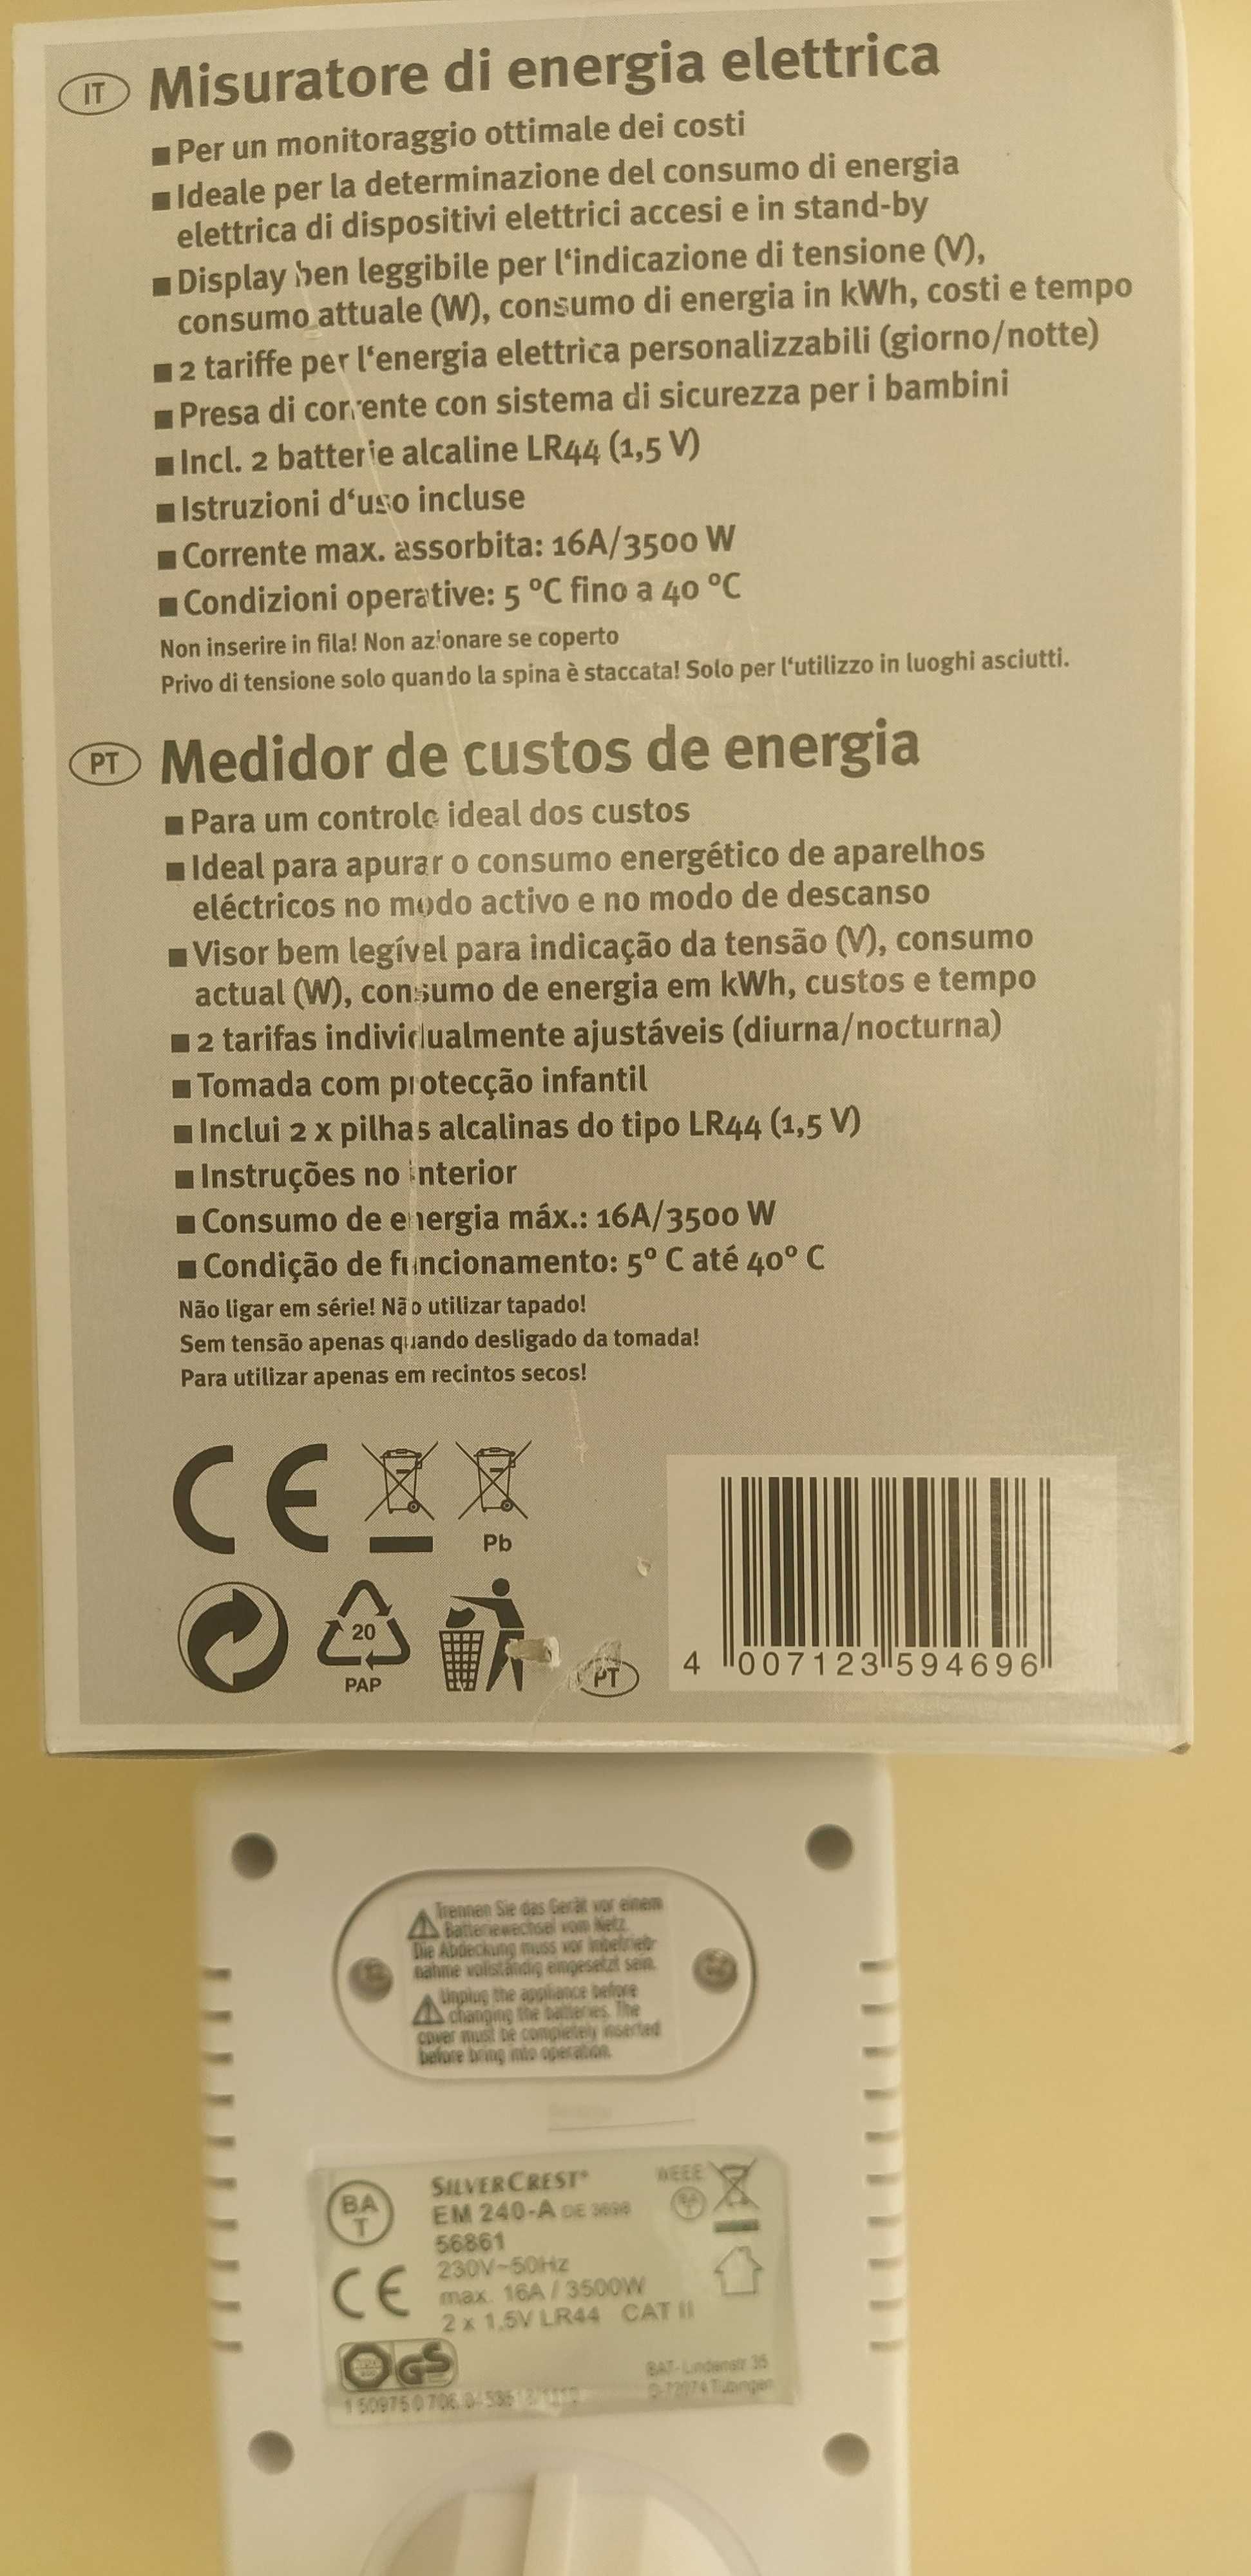 IT Misuratore di energia elettrica
■ Per un monitoraggio ottimale dei costi
■ Ideale per la determinazione del consumo di energia
elettrica di dispositivi elettrici accesi e in stand-by
■ Display ben leggibile per l‘indicazione di tensione (V),
consumo attuale (W), consumo di energia in kWh, costi e tempo
■ 2 tariffe per l‘energia elettrica personalizzabili (giorno/notte)
■ Presa di corrente con sistema di sicurezza per i bambini
■ Incl. 2 batterie alcaline LR44 (1,5 V)
■ Istruzioni d‘uso incluse
■ Corrente max. assorbita: 16A/3500 W
■ Condizioni operative: 5 °C fino a 40 °C
Non inserire in fila! Non azionare se coperto
Privo di tensione solo quando la spina è staccata! Solo per l‘utilizzo in luoghi asciutti.
PT Medidor de custos de energia
■ Para um controlo ideal dos custos
■ Ideal para apurar o consumo energético de aparelhos
eléctricos no modo activo e no modo de descanso
■ Visor bem legível para indicação da tensão (V), consumo
actual (W), consumo de energia em kWh, custos e tempo
■ 2 tarifas individualmente ajustáveis (diurna/nocturna)
■ Tomada com protecção infantil
■ Inclui 2 x pilhas alcalinas do tipo LR44 (1,5 V)
■ Instruções no interior
■ Consumo de energia máx.: 16A/3500 W
■ Condição de funcionamento: 5° C até 40° C
Não ligar em série! Não utilizar tapado!
Sem tensão apenas quando desligado da tomada!
Para utilizar apenas em recintos secos!
CE
Pb
20
PAP
PT
4 007123 594696
Trennen Sie das Gerät vor einem
Batteriewechsel vom Netz.
Die Abdeckung muss vor Inbetrieb-
nahme vollständig eingesetzt sein.
Unplug the appliance before
changing the batteries. The
cover must be completely inserted
before bring into operation.
BAT
SILVERCREST®
WEEE
EM 240-A DE 3698
56861
230V~50Hz
CE
max. 16A / 3500W
2 x 1,5V LR44 CAT II
GS
BAT- Lindenstr 35
D-72074 Tübingen